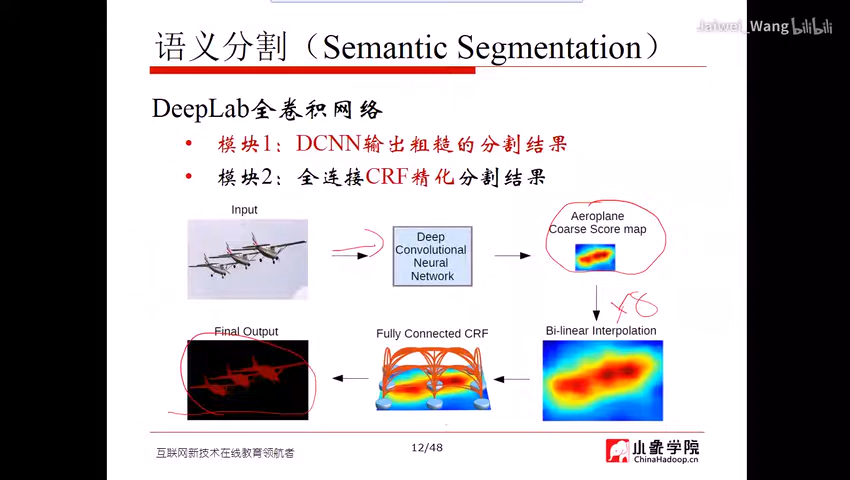 Jaiwei_Wang bilibili
语义分割（Semantic Segmentation）
DeepLab全卷积网络
• 模块1：DCNN输出粗糙的分割结果
• 模块2：全连接CRF精化分割结果
Input
Deep
Convolutional
Neural
Network
Aeroplane
Coarse Score map
×8
Final Output
Fully Connected CRF
Bi-linear Interpolation
互联网新技术在线教育领航者
12/48
小象学院
ChinaHadoop.cn